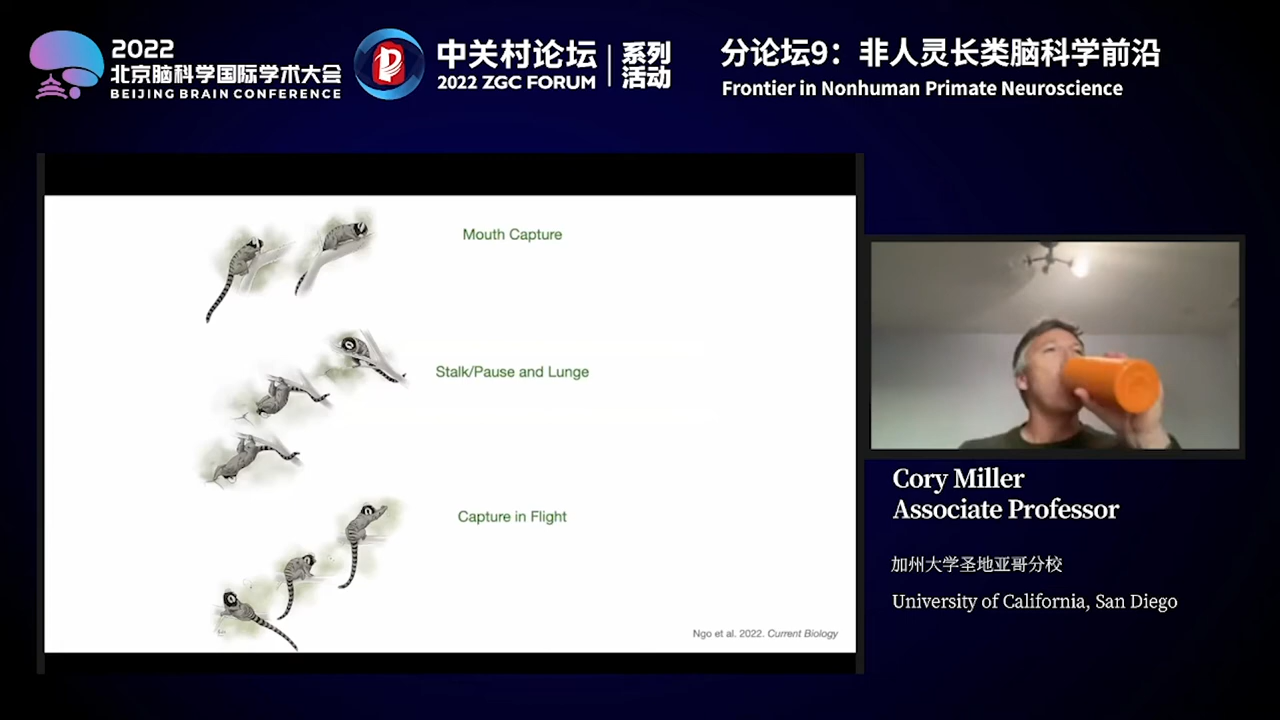 2022
北京脑科学国际学术大会
BEIJING BRAIN CONFERENCE
中关村论坛
2022 ZGC FORUM
系列
活动
分论坛9：非人灵长类脑科学前沿
Frontier in Nonhuman Primate Neuroscience
Mouth Capture
Stalk/Pause and Lunge
Capture in Flight
Ngo et al. 2022. Current Biology
Cory Miller
Associate Professor
加州大学圣地亚哥分校
University of California, San Diego